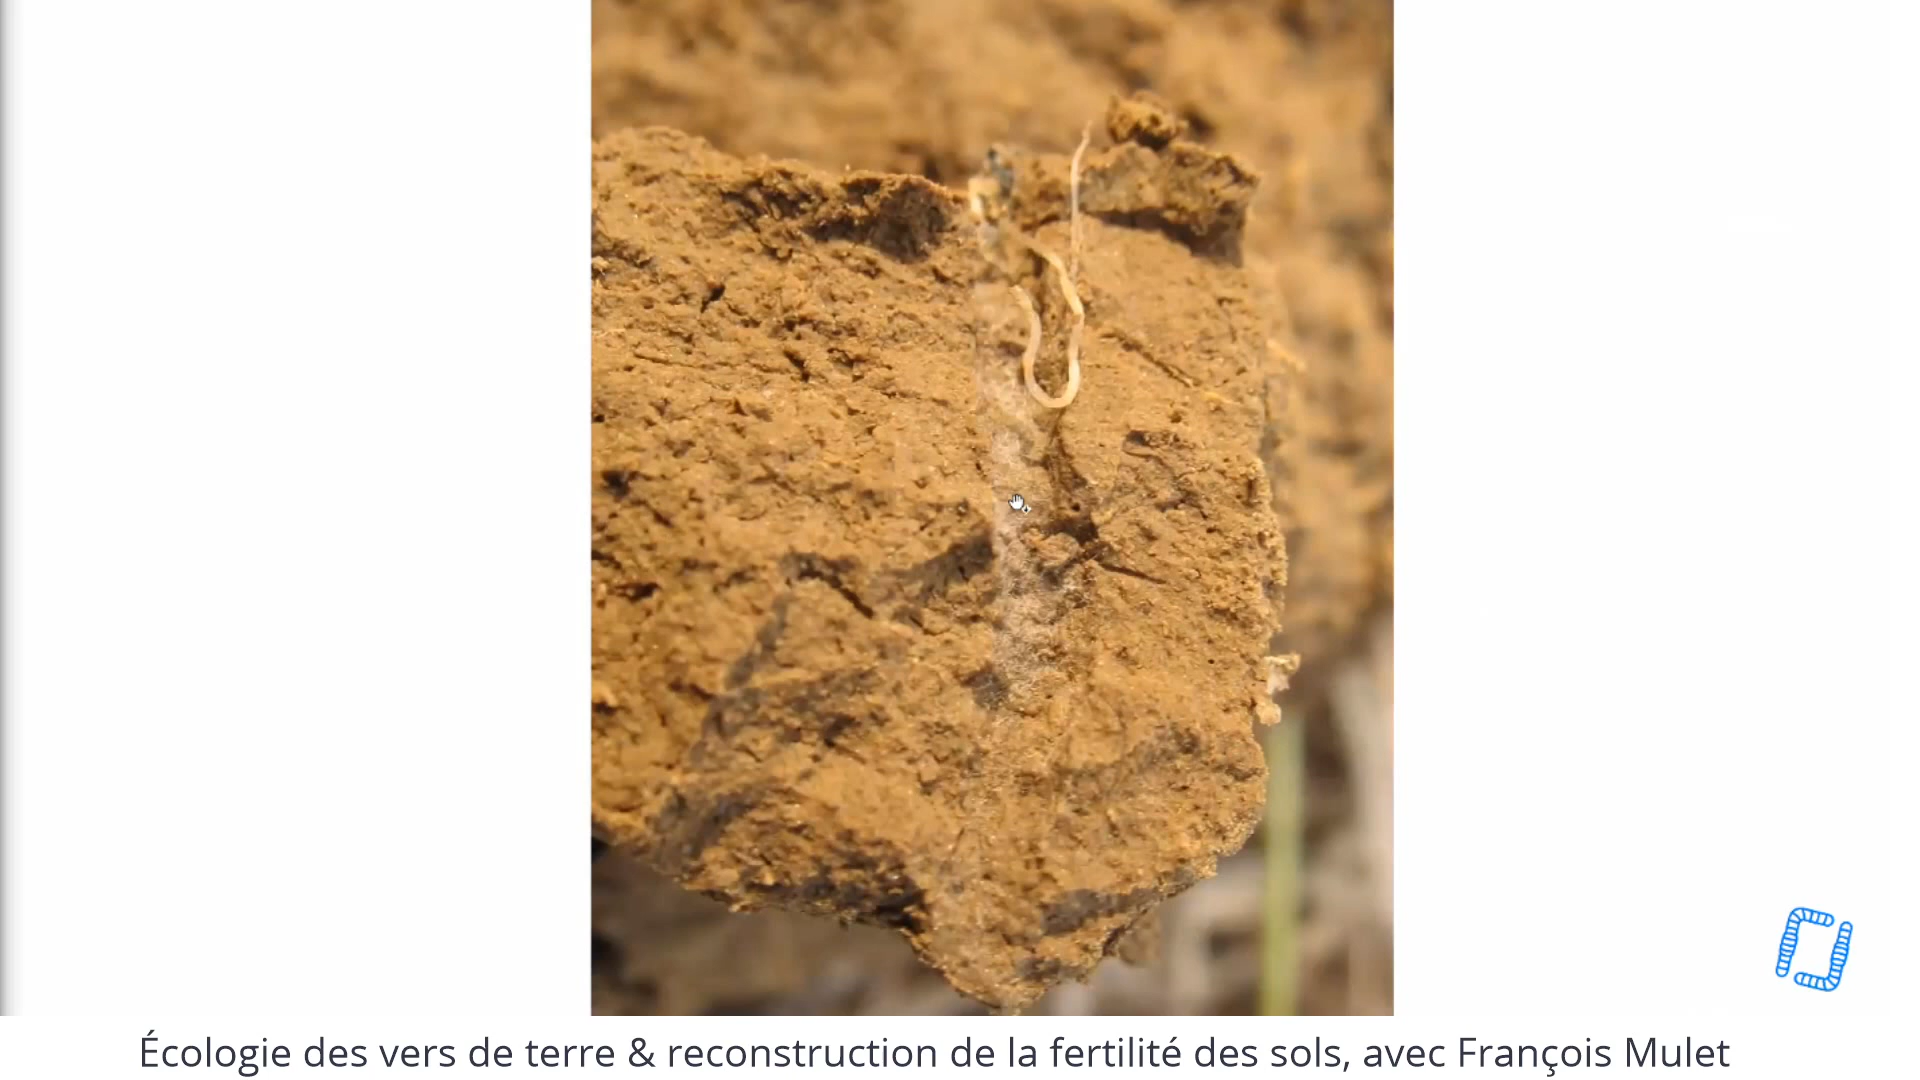 Écologie des vers de terre & reconstruction de la fertilité des sols, avec François Mulet